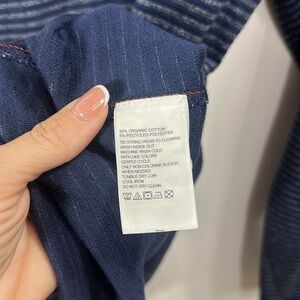 95% ORGANIC COTTON
5% RECYCLED POLYESTER
TIE STRING PRIOR TO CLEANING
WASH INSIDE OUT
MACHINE WASH COLD
WITH LIKE COLORS
GENTLE CYCLE
ONLY NON-CHLORINE BLEACH
WHEN NEEDED
TUMBLE DRY LOW
COOL IRON
DO NOT DRY CLEAN